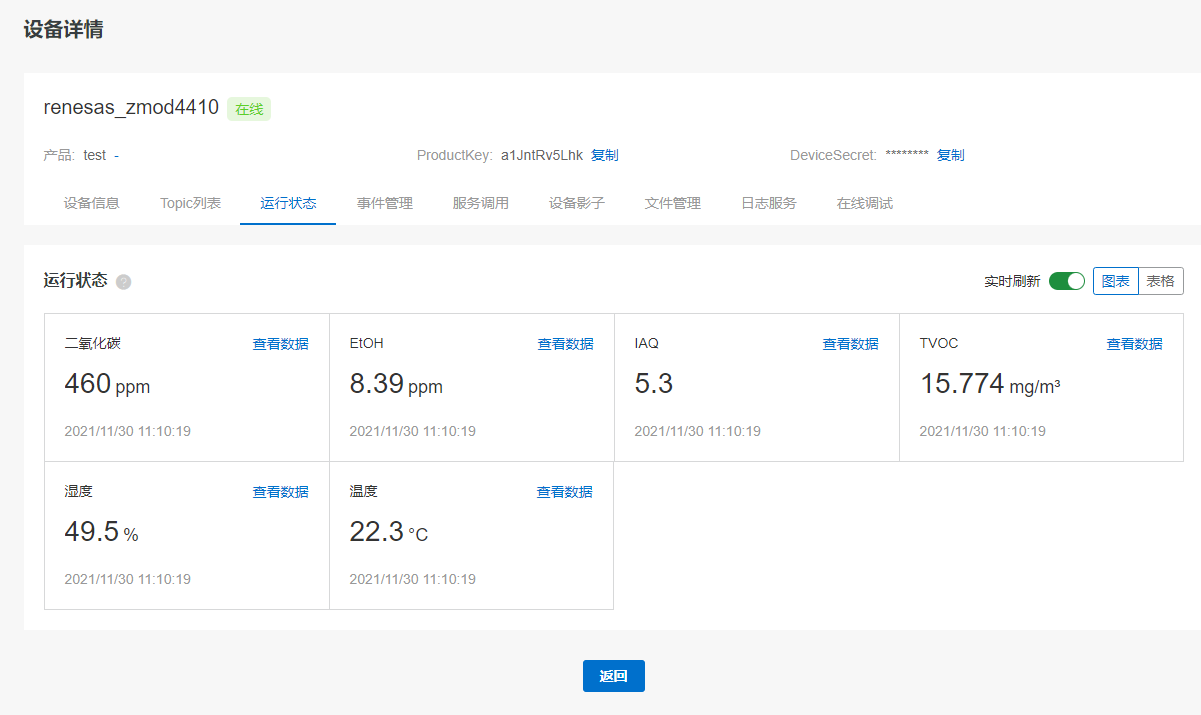 设备详情
renesas_zmod4410 在线
产品: test - ProductKey: a1JntRv5Lhk 复制 DeviceSecret: ******** 复制
设备信息 Topic列表 运行状态 事件管理 服务调用 设备影子 文件管理 日志服务 在线调试
运行状态 ? 实时刷新 图表 表格
二氧化碳 查看数据 EtOH 查看数据 IAQ 查看数据 TVOC 查看数据
460 ppm 8.39 ppm 5.3 15.774 mg/m³
2021/11/30 11:10:19 2021/11/30 11:10:19 2021/11/30 11:10:19 2021/11/30 11:10:19
湿度 查看数据 温度 查看数据
49.5 % 22.3 °C
2021/11/30 11:10:19 2021/11/30 11:10:19
返回